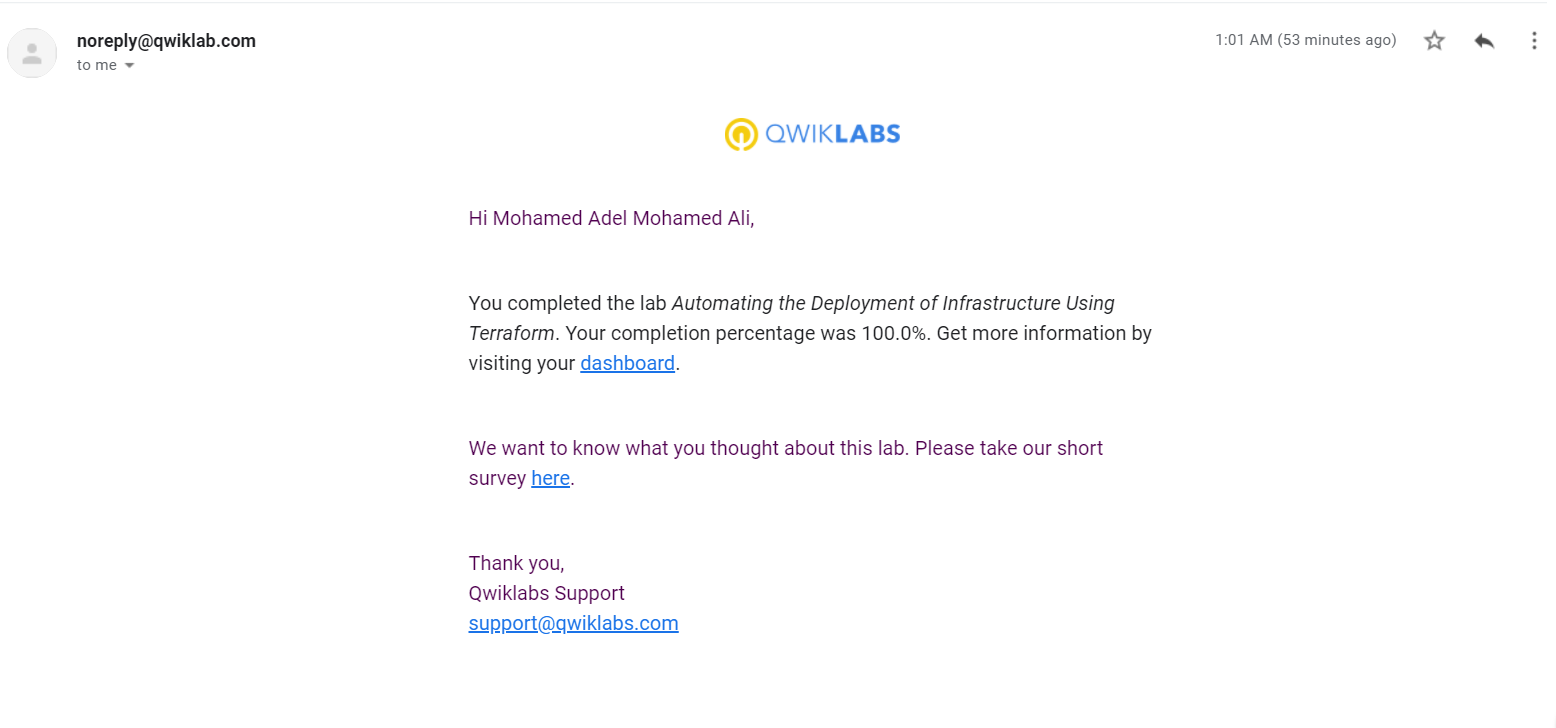 noreply@qwiklab.com
1:01 AM (53 minutes ago)
to me
QWIKLABS
Hi Mohamed Adel Mohamed Ali,
You completed the lab Automating the Deployment of Infrastructure Using
Terraform. Your completion percentage was 100.0%. Get more information by
visiting your dashboard.
We want to know what you thought about this lab. Please take our short
survey here.
Thank you,
Qwiklabs Support
support@qwiklabs.com